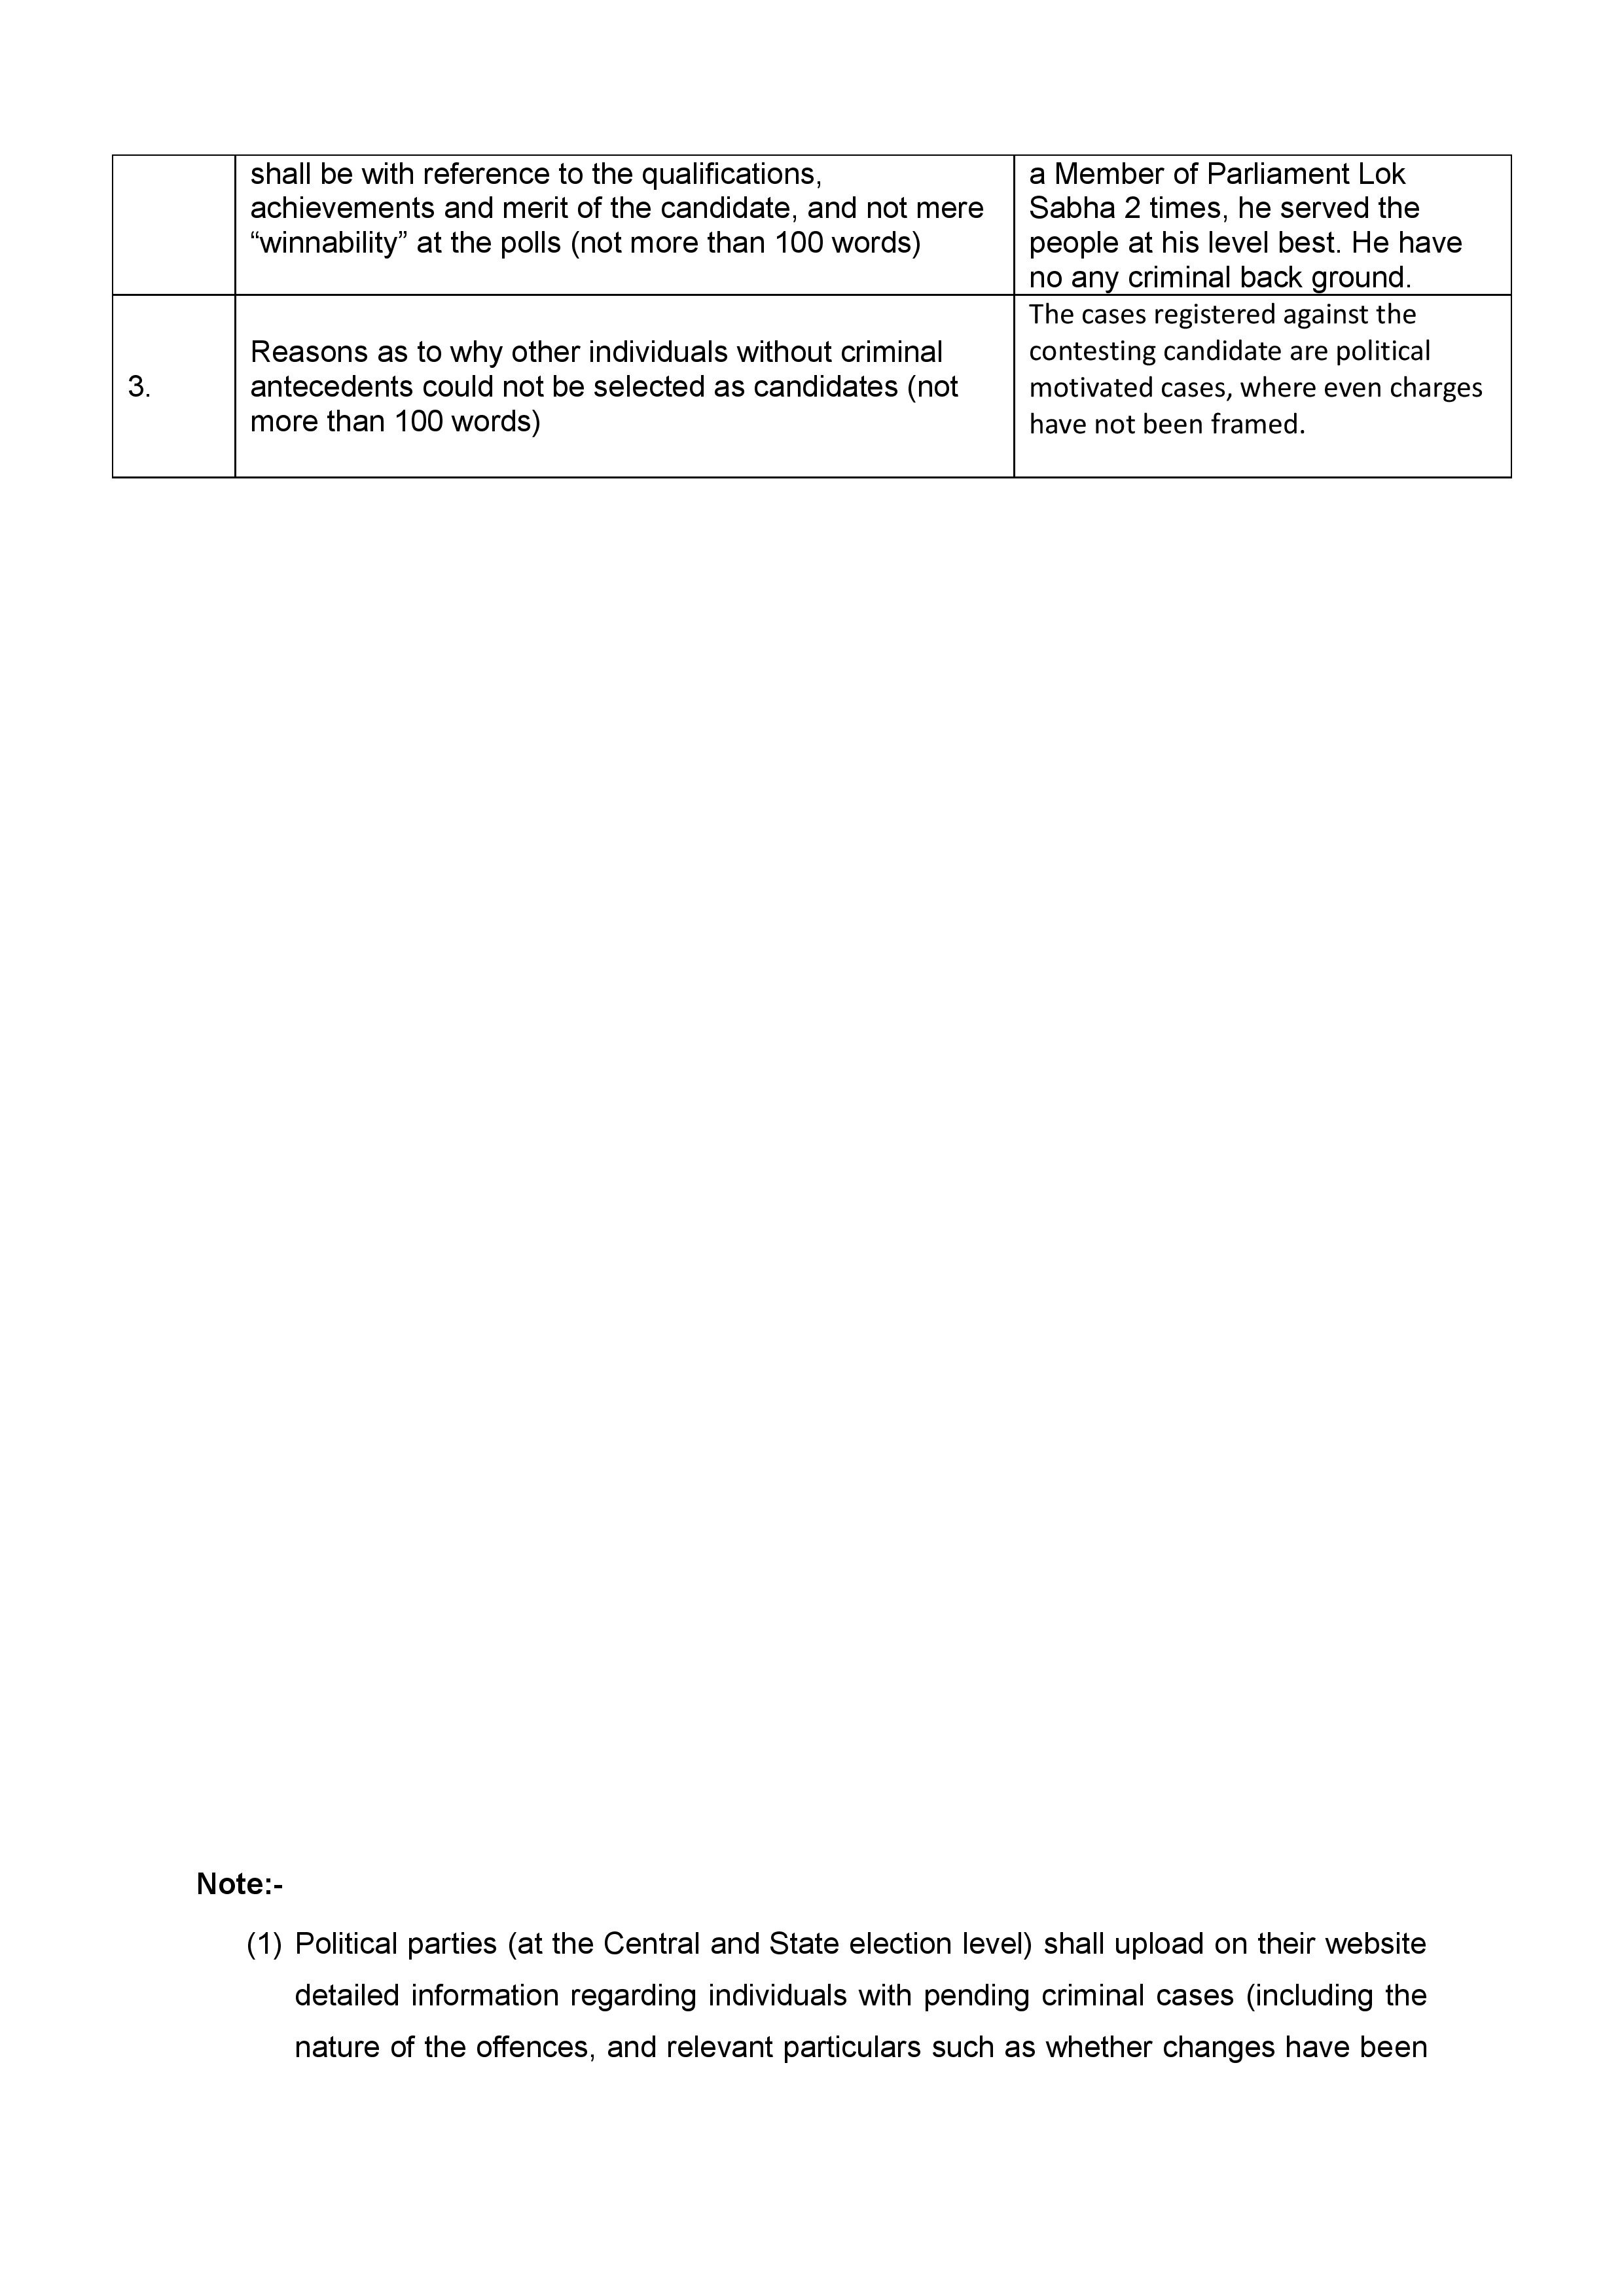 shall be with reference to the qualifications,
achievements and merit of the candidate, and not mere
“winnability” at the polls (not more than 100 words)
a Member of Parliament Lok
Sabha 2 times, he served the
people at his level best. He have
no any criminal back ground.
3.
Reasons as to why other individuals without criminal
antecedents could not be selected as candidates (not
more than 100 words)
The cases registered against the
contesting candidate are political
motivated cases, where even charges
have not been framed.
Note:-
(1) Political parties (at the Central and State election level) shall upload on their website
detailed information regarding individuals with pending criminal cases (including the
nature of the offences, and relevant particulars such as whether changes have been